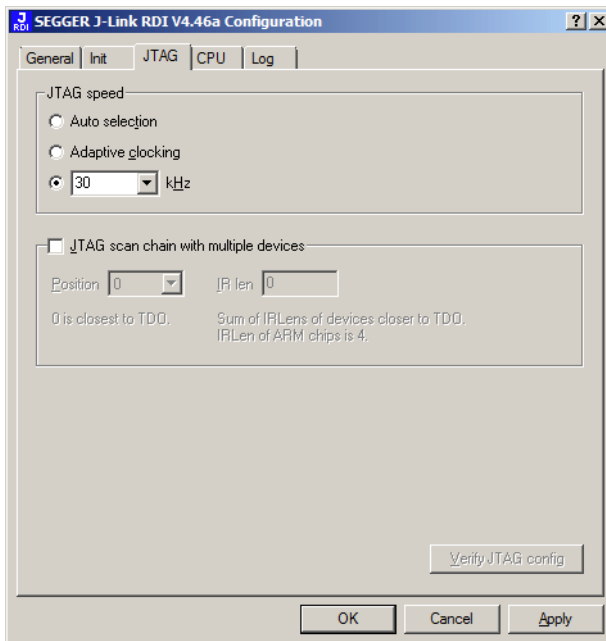 J RDI SEGGER J-Link RDI V4.46a Configuration ? X
General Init JTAG CPU Log
JTAG speed
Auto selection
Adaptive clocking
30 kHz
JTAG scan chain with multiple devices
Position 0 IR len 0
0 is closest to TDO. Sum of IRLens of devices closer to TDO.
IRLen of ARM chips is 4.
Verify JTAG config
OK Cancel Apply